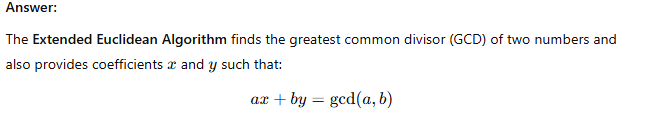 Answer:
The Extended Euclidean Algorithm finds the greatest common divisor (GCD) of two numbers and
also provides coefficients x and y such that:
ax + by = gcd(a, b)